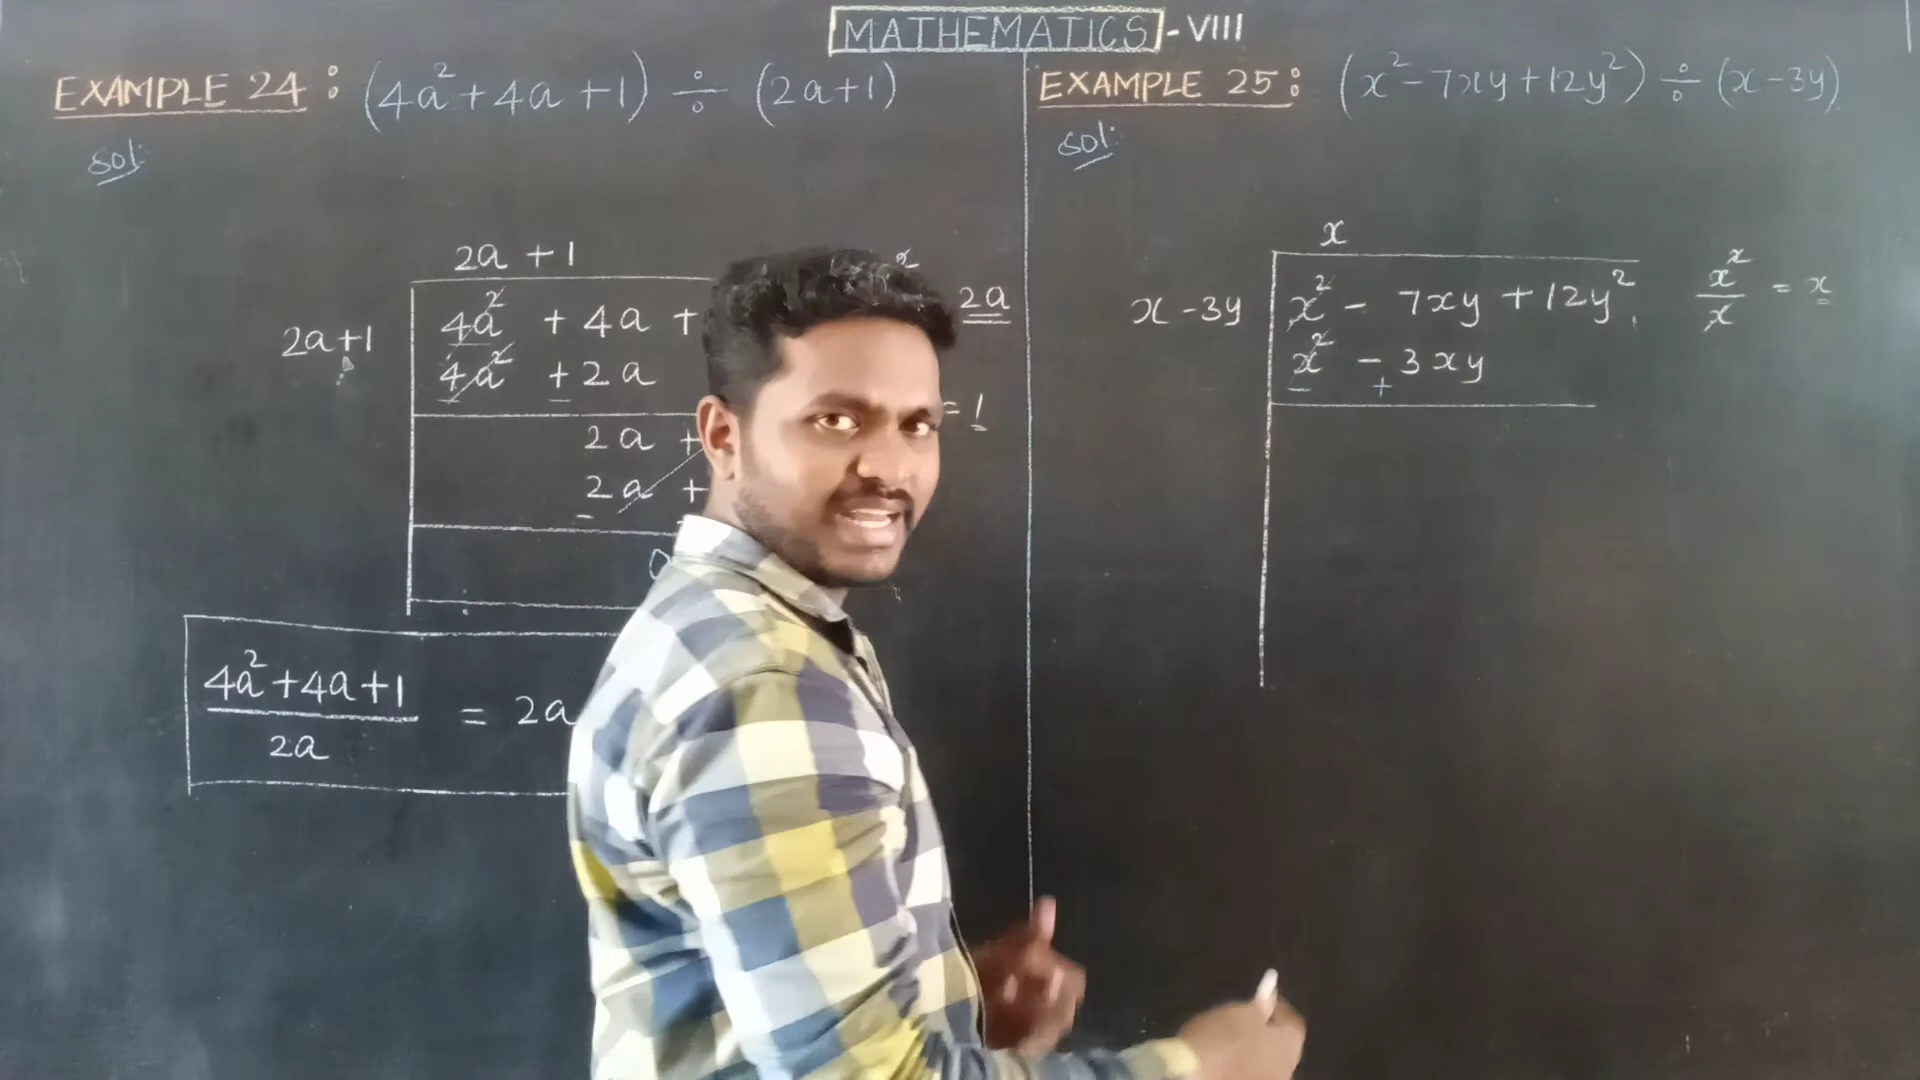 MATHEMATICS - VIII
EXAMPLE 24 : (4a² + 4a + 1) ÷ (2a+1)
sol:
2a + 1
2a+1
4a² + 4a +
4a² + 2a
2a
2a +
= 1
2a +
0
4a² + 4a + 1
= 2a
2a
EXAMPLE 25 : (x² - 7xy + 12y²) ÷ (x - 3y)
sol:
x
x - 3y
x² - 7xy + 12y²
x² - 3xy
- +
x²/x = x